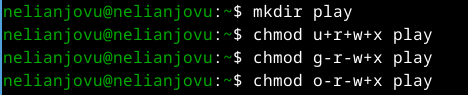 nelianjovu@nelianjovu:~$ mkdir play
nelianjovu@nelianjovu:~$ chmod u+r+w+x play
nelianjovu@nelianjovu:~$ chmod g-r-w+x play
nelianjovu@nelianjovu:~$ chmod o-r-w+x play